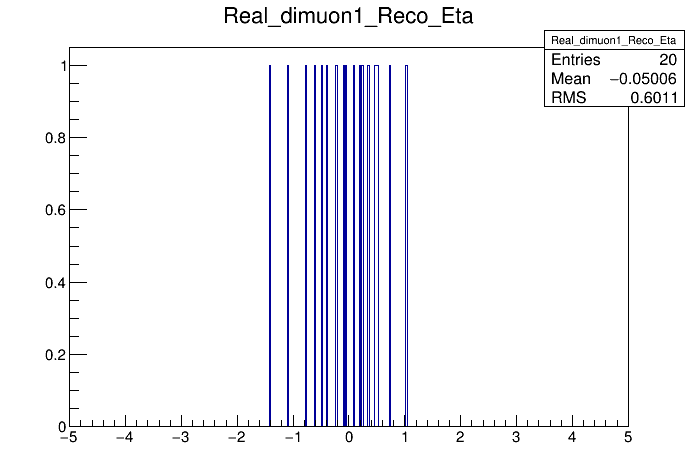 Real_dimuon1_Reco_Eta
Real_dimuon1_Reco_Eta
Entries 20
Mean −0.05006
RMS 0.6011
1
0.8
0.6
0.4
0.2
0
−5 −4 −3 −2 −1 0 1 2 3 4 5